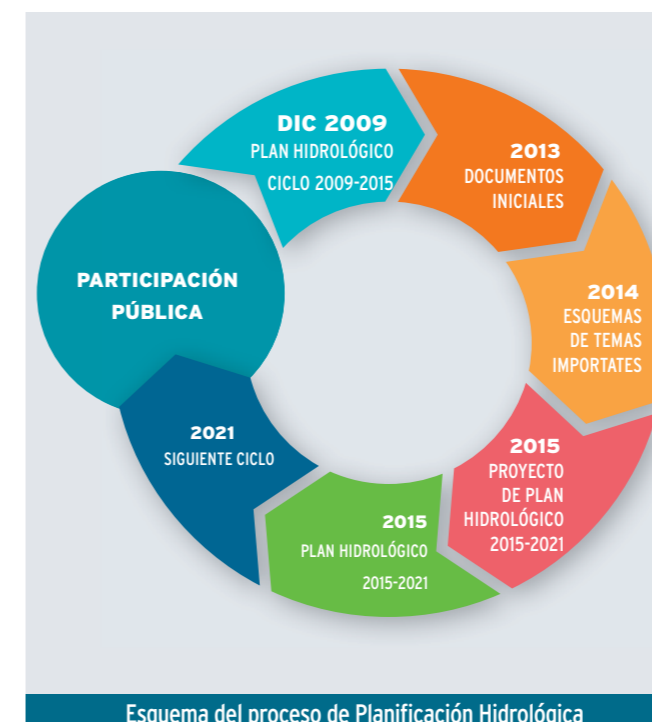 DIC 2009
PLAN HIDROLÓGICO
CICLO 2009-2015
2013
DOCUMENTOS
INICIALES
2014
ESQUEMAS
DE TEMAS
IMPORTATES
2015
PROYECTO
DE PLAN
HIDROLÓGICO
2015-2021
2015
PLAN HIDROLÓGICO
2015-2021
2021
SIGUIENTE CICLO
PARTICIPACIÓN
PÚBLICA
Esquema del proceso de Planificación Hidrológica